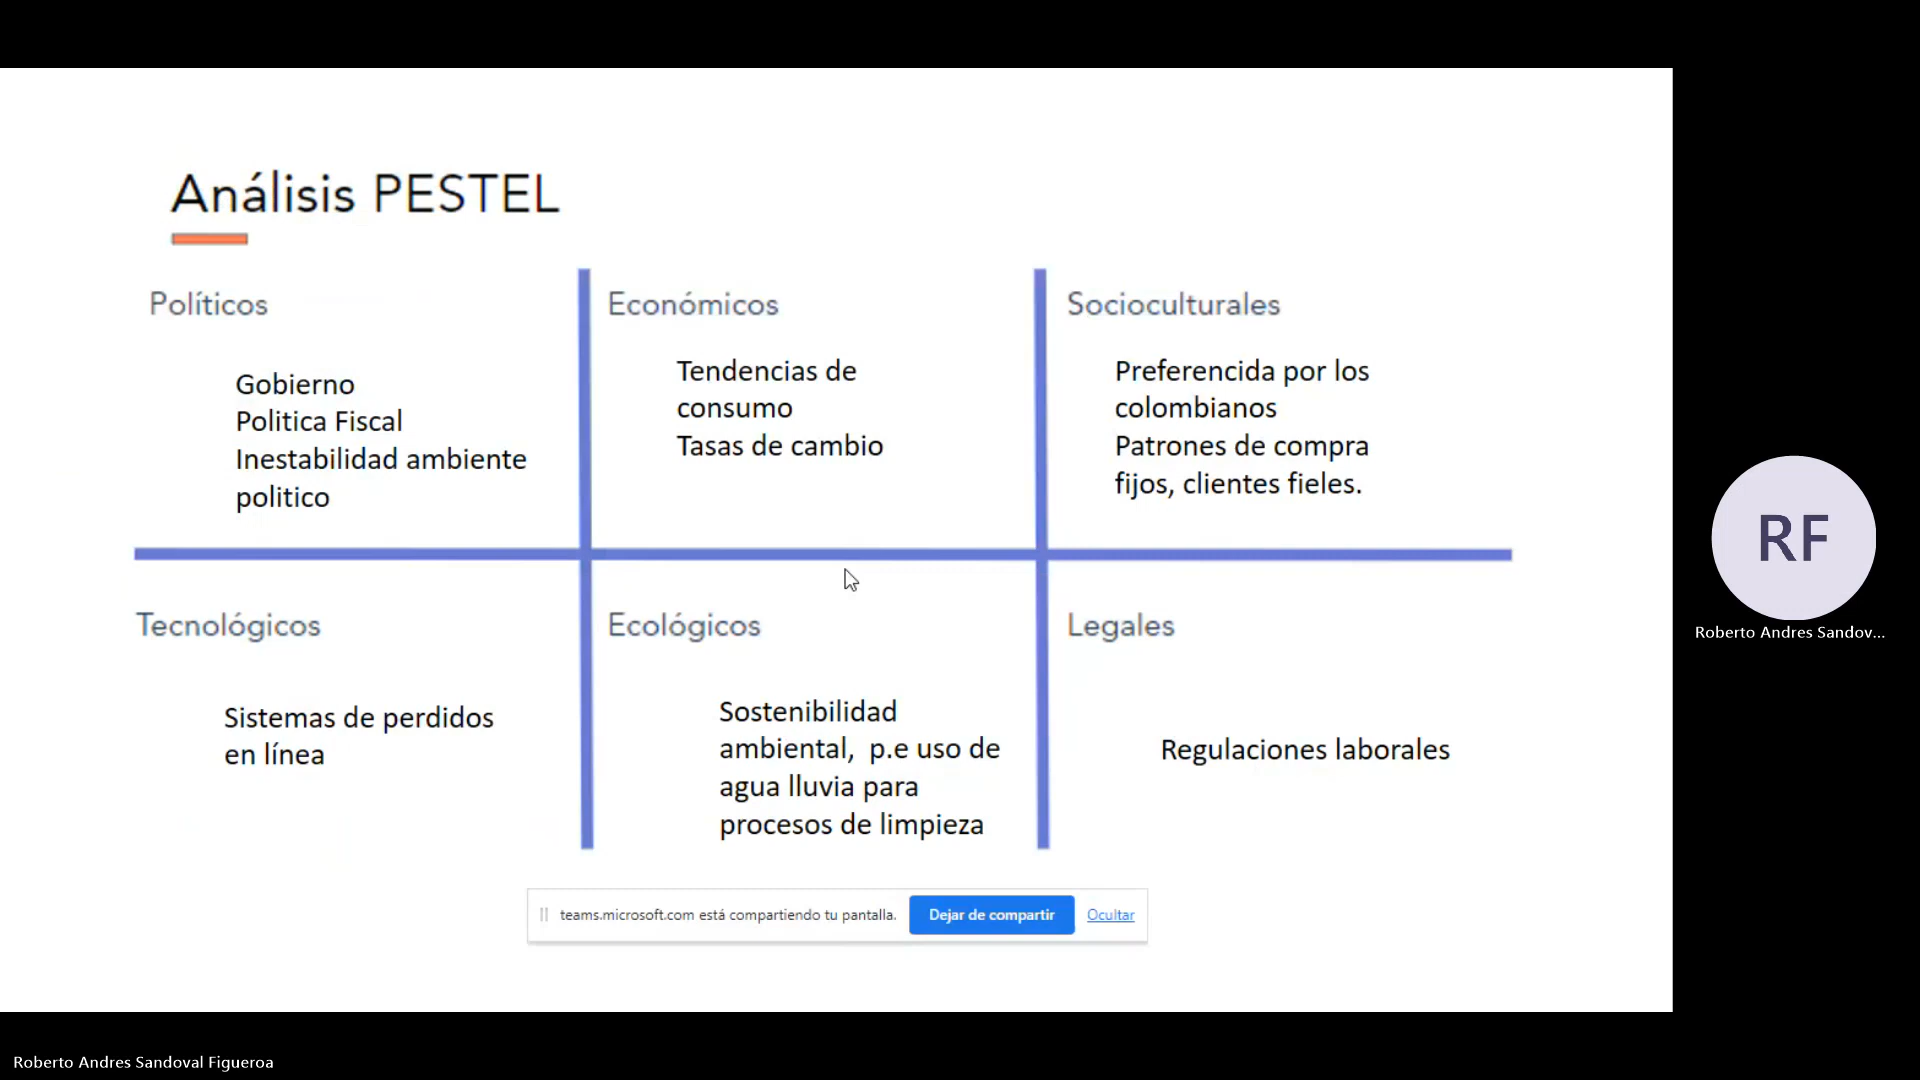 Análisis PESTEL
Políticos
Gobierno
Politica Fiscal
Inestabilidad ambiente
politico
Económicos
Tendencias de
consumo
Tasas de cambio
Socioculturales
Preferencida por los
colombianos
Patrones de compra
fijos, clientes fieles.
Tecnológicos
Sistemas de perdidos
en línea
Ecológicos
Sostenibilidad
ambiental,  p.e uso de
agua lluvia para
procesos de limpieza
Legales
Regulaciones laborales
teams.microsoft.com está compartiendo tu pantalla.
Dejar de compartir
Ocultar
RF
Roberto Andres Sandov...
Roberto Andres Sandoval Figueroa